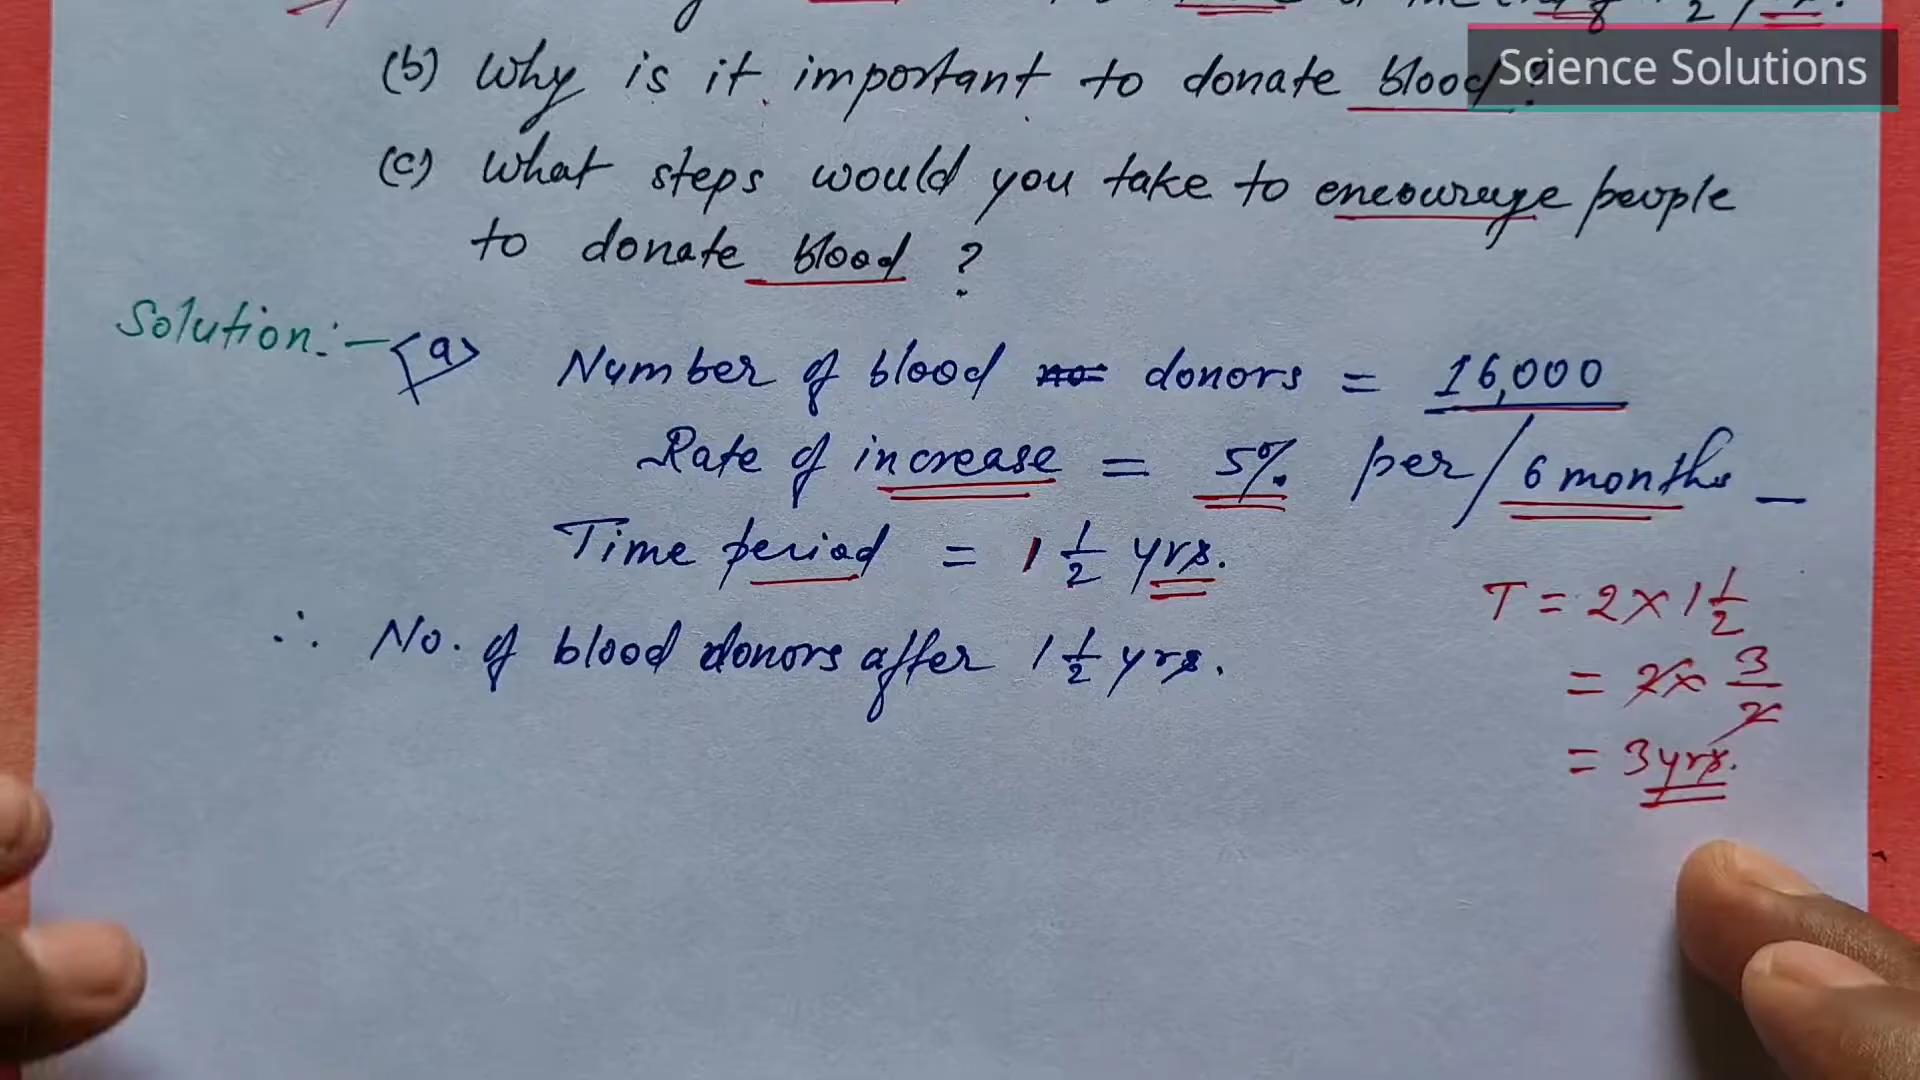 Science Solutions
(b) Why is it important to donate blood?
(c) What steps would you take to encourage people
to donate blood ?
Solution:- (a) Number of blood donors = 16,000
Rate of increase = 5% per/6 months
Time period = 1 1/2 yrs.
∴ No. of blood donors after 1 1/2 yrs.
T = 2 × 1 1/2
= 2 × 3/2
= 3 yrs.